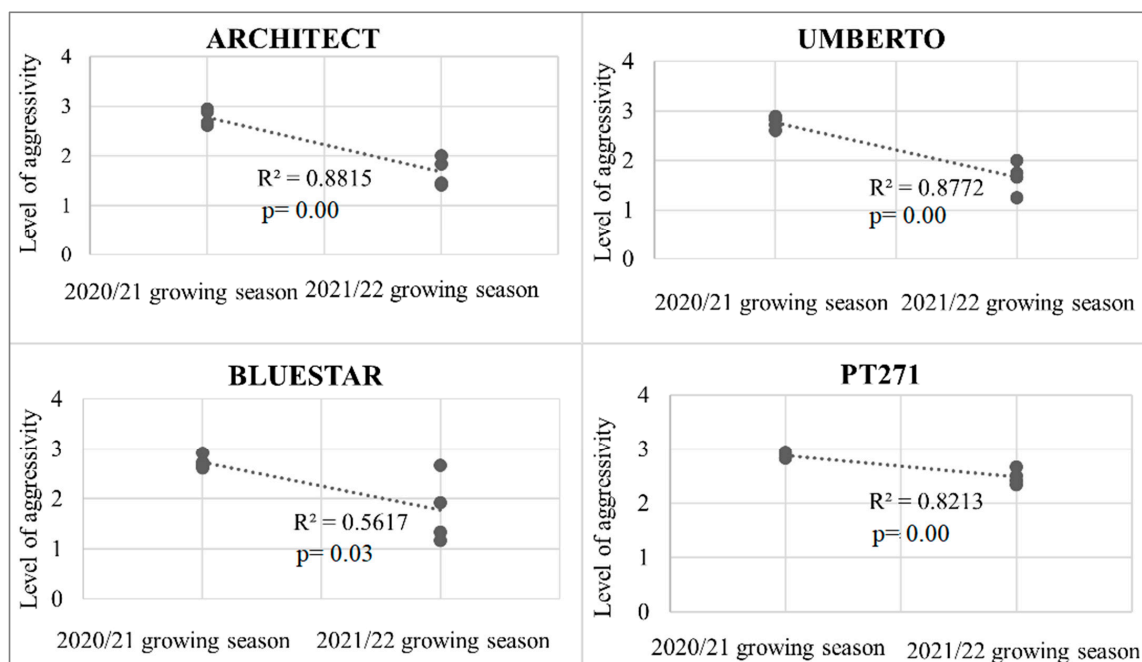 ARCHITECT
Level of aggressivity
4
3
2
1
0
R² = 0.8815
p= 0.00
2020/21 growing season 2021/22 growing season
UMBERTO
Level of aggressivity
4
3
2
1
0
R² = 0.8772
p= 0.00
2020/21 growing season 2021/22 growing season
BLUESTAR
Level of aggressivity
4
3
2
1
0
R² = 0.5617
p= 0.03
2020/21 growing season 2021/22 growing season
PT271
Level of aggressivity
4
3
2
1
0
R² = 0.8213
p= 0.00
2020/21 growing season 2021/22 growing season